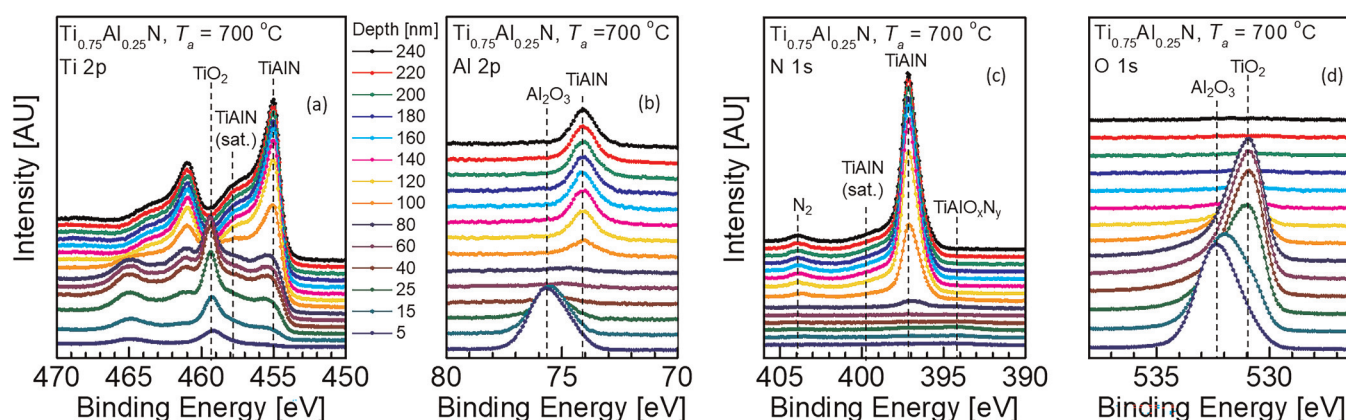 Ti0.75Al0.25N, Ta = 700 °C
Ti 2p
TiO2
TiAlN
TiAlN
(sat.)
(a)
Intensity [AU]
470 465 460 455 450
Binding Energy [eV]
Depth [nm]
240
220
200
180
160
140
120
100
80
60
40
25
15
5
Ti0.75Al0.25N, Ta =700 °C
Al 2p
TiAlN
Al2O3
(b)
80 75 70
Binding Energy [eV]
Ti0.75Al0.25N, Ta = 700 °C
N 1s
TiAlN
(c)
TiAlN
(sat.)
N2
TiAlOxNy
Intensity [AU]
405 400 395 390
Binding Energy [eV]
Ti0.75Al0.25N, Ta = 700 °C
O 1s
TiO2
Al2O3
(d)
Intensity [AU]
535 530
Binding Energy [eV]